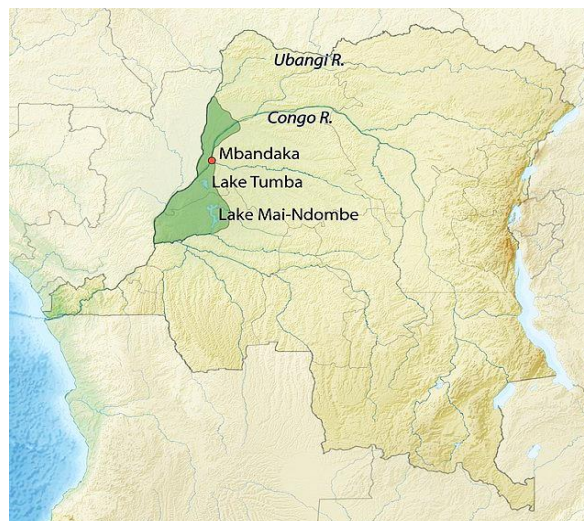 Ubangi R.
Congo R.
Mbandaka
Lake Tumba
Lake Mai-Ndombe